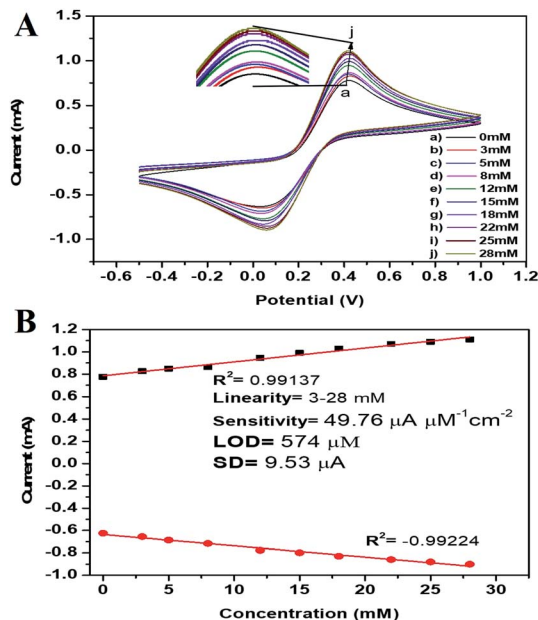 A
1.5
1.0
0.5
0.0
-0.5
-1.0
Current (mA)
j
a
a) 0mM
b) 3mM
c) 5mM
d) 8mM
e) 12mM
f) 15mM
g) 18mM
h) 22mM
i) 25mM
j) 28mM
-0.6 -0.4 -0.2 0.0 0.2 0.4 0.6 0.8 1.0 1.2
Potential (V)
B
1.2
1.0
0.8
0.6
0.4
0.2
0.0
-0.2
-0.4
-0.6
-0.8
-1.0
Current (mA)
R²= 0.99137
Linearity= 3-28 mM
Sensitivity= 49.76 µA µM⁻¹cm⁻²
LOD= 574 µM
SD= 9.53 µA
R²= -0.99224
0 5 10 15 20 25 30
Concentration (mM)